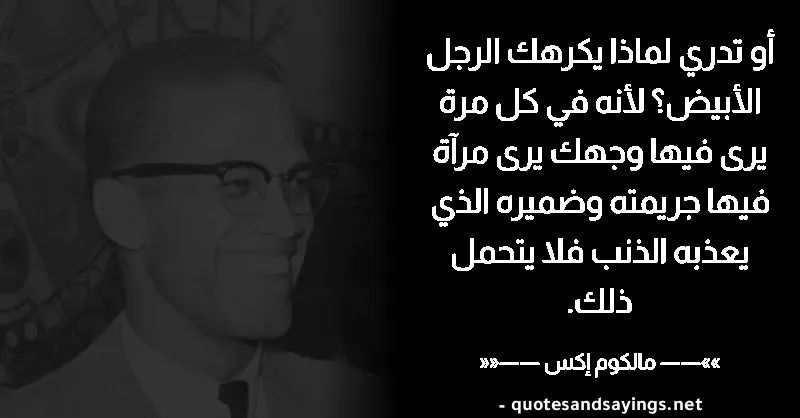 أو تدري لماذا يكرهك الرجل
الأبيض؟ لأنه في كل مرة
يرى فيها وجهك يرى مرآة
فيها جريمته وضميره الذي
يعذبه الذنب فلا يتحمل
ذلك.
»»—— مالكوم إكس ——««
- quotesandsayings.net